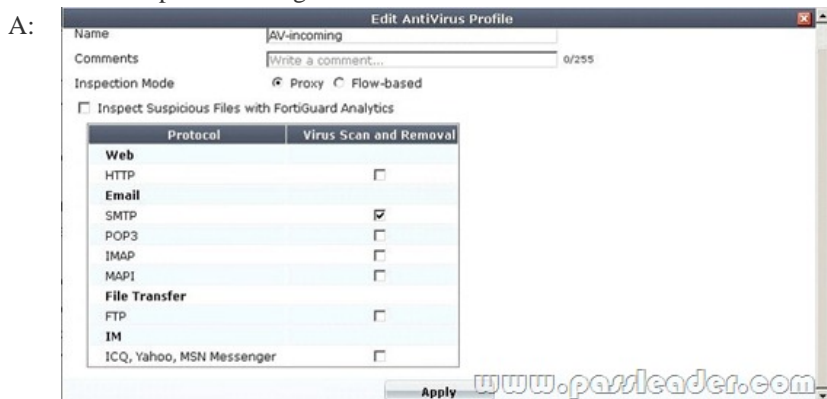 A:
Edit AntiVirus Profile
Name AV-incoming
Comments Write a comment... 0/255
Inspection Mode Proxy Flow-based
Inspect Suspicious Files with FortiGuard Analytics
Protocol Virus Scan and Removal
Web
HTTP
Email
SMTP
POP3
IMAP
MAPI
File Transfer
FTP
IM
ICQ, Yahoo, MSN Messenger
Apply
www.passleader.com